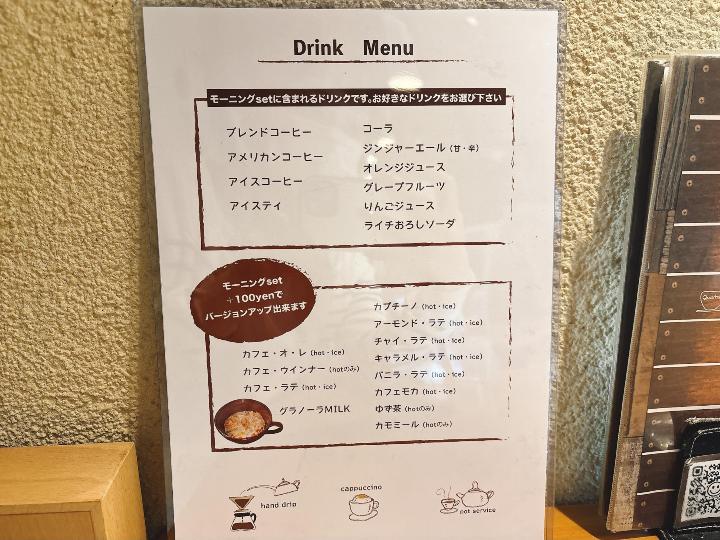 Drink Menu
モーニングsetに含まれるドリンクです。お好きなドリンクをお選び下さい
ブレンドコーヒー
アメリカンコーヒー
アイスコーヒー
アイスティ
コーラ
ジンジャーエール (甘・辛)
オレンジジュース
グレープフルーツ
りんごジュース
ライチおろしソーダ
モーニングset
+100yenで
バージョンアップ出来ます
カフェ・オ・レ (hot・ice)
カフェ・ウインナー (hotのみ)
カフェ・ラテ (hot・ice)
グラノーラMILK
カプチーノ (hot・ice)
アーモンド・ラテ (hot・ice)
チャイ・ラテ (hot・ice)
キャラメル・ラテ (hot・ice)
バニラ・ラテ (hot・ice)
カフェモカ (hot・ice)
ゆず茶 (hotのみ)
カモミール (hotのみ)
hand drip
cappuccino
pot service